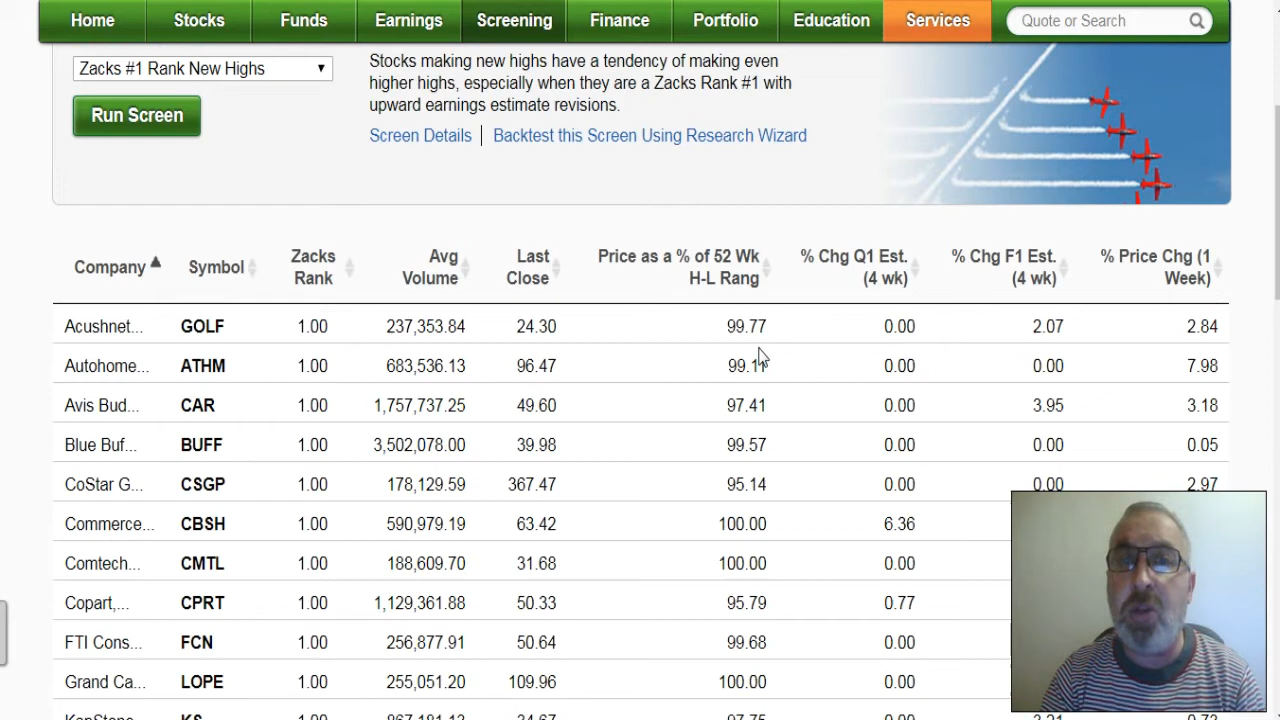 Home Stocks Funds Earnings Screening Finance Portfolio Education Services Quote or Search
Zacks #1 Rank New Highs
Run Screen
Stocks making new highs have a tendency of making even
higher highs, especially when they are a Zacks Rank #1 with
upward earnings estimate revisions.
Screen Details | Backtest this Screen Using Research Wizard
Company Symbol Zacks Rank Avg Volume Last Close Price as a % of 52 Wk H-L Rang % Chg Q1 Est. (4 wk) % Chg F1 Est. (4 wk) % Price Chg (1 Week)
Acushnet... GOLF 1.00 237,353.84 24.30 99.77 0.00 2.07 2.84
Autohome... ATHM 1.00 683,536.13 96.47 0.00 0.00 7.98
Avis Bud... CAR 1.00 1,757,737.25 49.60 97.41 0.00 3.95 3.18
Blue Buf... BUFF 1.00 3,502,078.00 39.98 99.57 0.00 0.00 0.05
CoStar G... CSGP 1.00 178,129.59 367.47 95.14 0.00 0.00 2.97
Commerce... CBSH 1.00 590,979.19 63.42 100.00 6.36
Comtech... CMTL 1.00 188,609.70 31.68 100.00 0.00
Copart,... CPRT 1.00 1,129,361.88 50.33 95.79 0.77
FTI Cons... FCN 1.00 256,877.91 50.64 99.68 0.00
Grand Ca... LOPE 1.00 255,051.20 109.96 100.00 0.00